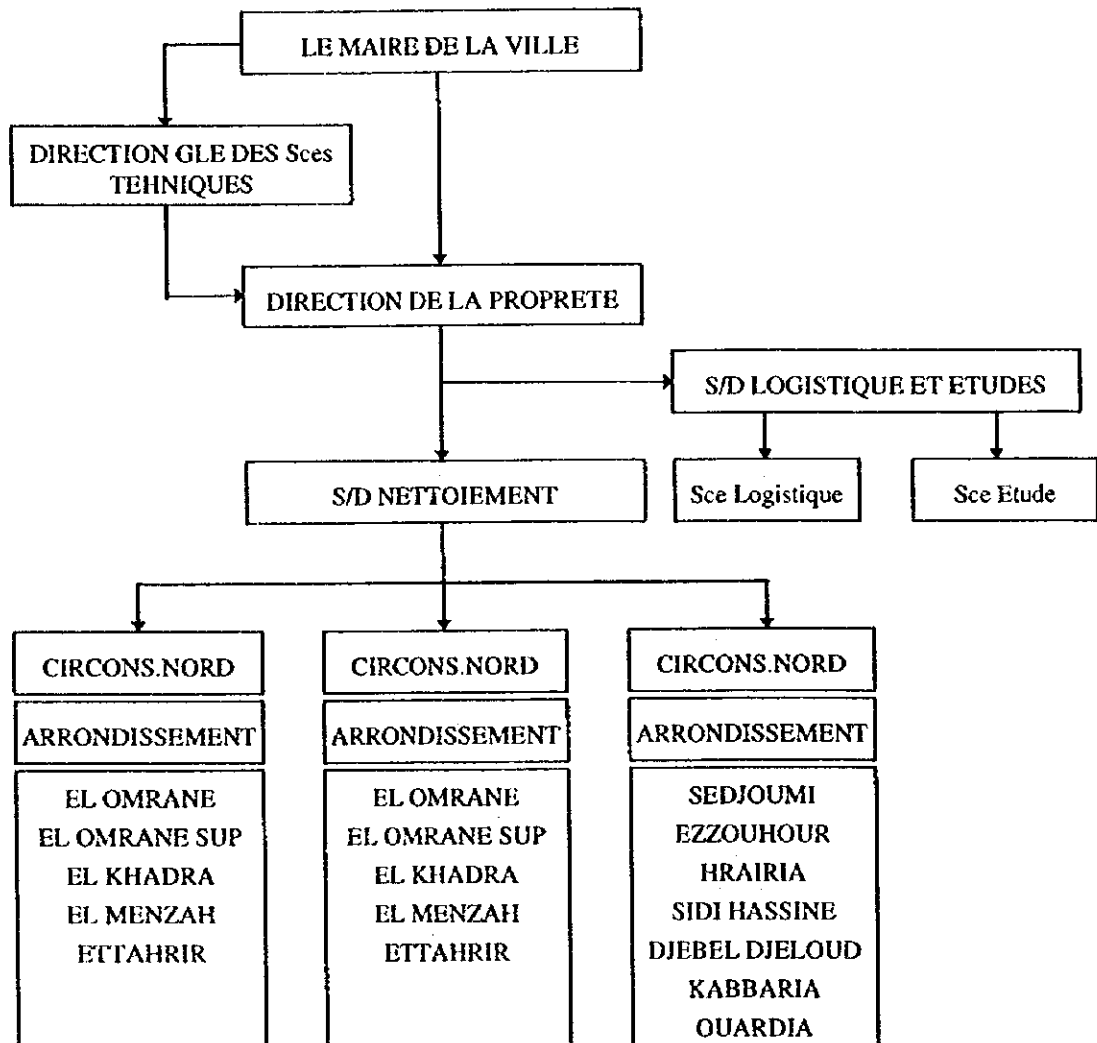 LE MAIRE DE LA VILLE
DIRECTION GLE DES Sces
TEHNIQUES
DIRECTION DE LA PROPRETE
S/D LOGISTIQUE ET ETUDES
S/D NETTOIEMENT
Sce Logistique
Sce Etude
CIRCONS.NORD
ARRONDISSEMENT
EL OMRANE
EL OMRANE SUP
EL KHADRA
EL MENZAH
ETTAHRIR
CIRCONS.NORD
ARRONDISSEMENT
EL OMRANE
EL OMRANE SUP
EL KHADRA
EL MENZAH
ETTAHRIR
CIRCONS.NORD
ARRONDISSEMENT
SEDJOUMI
EZZOUHOUR
HRAIRIA
SIDI HASSINE
DJEBEL DJELOUD
KABBARIA
OUARDIA